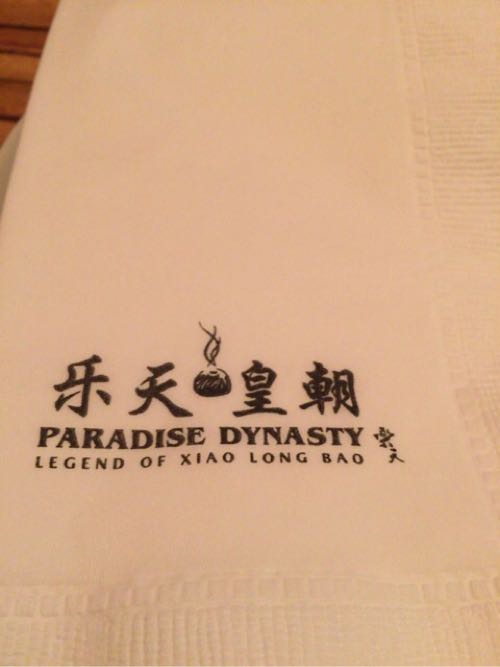 乐天皇朝
PARADISE DYNASTY
LEGEND OF XIAO LONG BAO